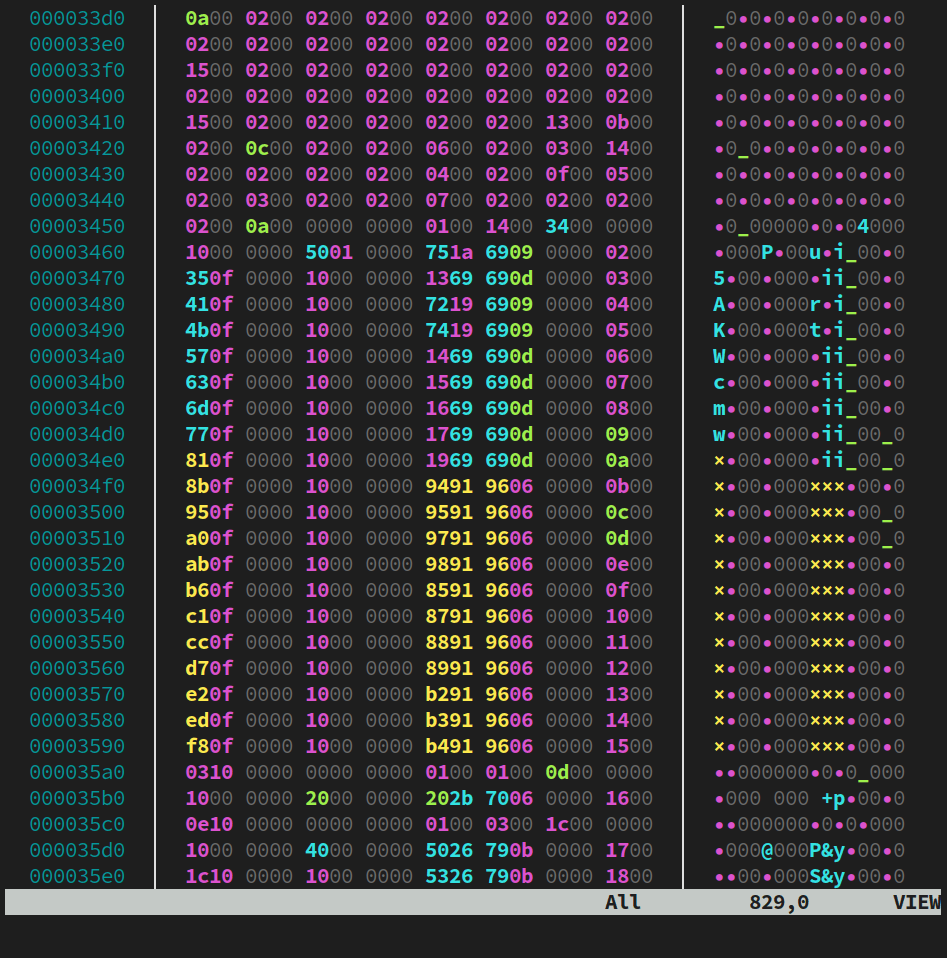 000033d0 0a00 0200 0200 0200 0200 0200 0200 0200 _0•0•0•0•0•0•0•0
000033e0 0200 0200 0200 0200 0200 0200 0200 0200 •0•0•0•0•0•0•0•0
000033f0 1500 0200 0200 0200 0200 0200 0200 0200 •0•0•0•0•0•0•0•0
00003400 0200 0200 0200 0200 0200 0200 0200 0200 •0•0•0•0•0•0•0•0
00003410 1500 0200 0200 0200 0200 0200 1300 0b00 •0•0•0•0•0•0•0•0
00003420 0200 0c00 0200 0200 0600 0200 0300 1400 •0_0•0•0•0•0•0•0
00003430 0200 0200 0200 0200 0400 0200 0f00 0500 •0•0•0•0•0•0•0•0
00003440 0200 0300 0200 0200 0700 0200 0200 0200 •0•0•0•0•0•0•0•0
00003450 0200 0a00 0000 0000 0100 1400 3400 0000 •0_00000•0•04000
00003460 1000 0000 5001 0000 751a 6909 0000 0200 •000P•00u•i_00•0
00003470 350f 0000 1000 0000 1369 690d 0000 0300 5•00•000•ii_00•0
00003480 410f 0000 1000 0000 7219 6909 0000 0400 A•00•000r•i_00•0
00003490 4b0f 0000 1000 0000 7419 6909 0000 0500 K•00•000t•i_00•0
000034a0 570f 0000 1000 0000 1469 690d 0000 0600 W•00•000•ii_00•0
000034b0 630f 0000 1000 0000 1569 690d 0000 0700 c•00•000•ii_00•0
000034c0 6d0f 0000 1000 0000 1669 690d 0000 0800 m•00•000•ii_00•0
000034d0 770f 0000 1000 0000 1769 690d 0000 0900 w•00•000•ii_00_0
000034e0 810f 0000 1000 0000 1969 690d 0000 0a00 ×•00•000•ii_00_0
000034f0 8b0f 0000 1000 0000 9491 9606 0000 0b00 ×•00•000×××•00•0
00003500 950f 0000 1000 0000 9591 9606 0000 0c00 ×•00•000×××•00_0
00003510 a00f 0000 1000 0000 9791 9606 0000 0d00 ×•00•000×××•00_0
00003520 ab0f 0000 1000 0000 9891 9606 0000 0e00 ×•00•000×××•00•0
00003530 b60f 0000 1000 0000 8591 9606 0000 0f00 ×•00•000×××•00•0
00003540 c10f 0000 1000 0000 8791 9606 0000 1000 ×•00•000×××•00•0
00003550 cc0f 0000 1000 0000 8891 9606 0000 1100 ×•00•000×××•00•0
00003560 d70f 0000 1000 0000 8991 9606 0000 1200 ×•00•000×××•00•0
00003570 e20f 0000 1000 0000 b291 9606 0000 1300 ×•00•000×××•00•0
00003580 ed0f 0000 1000 0000 b391 9606 0000 1400 ×•00•000×××•00•0
00003590 f80f 0000 1000 0000 b491 9606 0000 1500 ×•00•000×××•00•0
000035a0 0310 0000 0000 0000 0100 0100 0d00 0000 ••000000•0•0_000
000035b0 1000 0000 2000 0000 202b 7006 0000 1600 •000 000 +p•00•0
000035c0 0e10 0000 0000 0000 0100 0300 1c00 0000 ••000000•0•0•000
000035d0 1000 0000 4000 0000 5026 790b 0000 1700 •000@000P&y•00•0
000035e0 1c10 0000 1000 0000 5326 790b 0000 1800 ••00•000S&y•00•0
All 829,0 VIEW